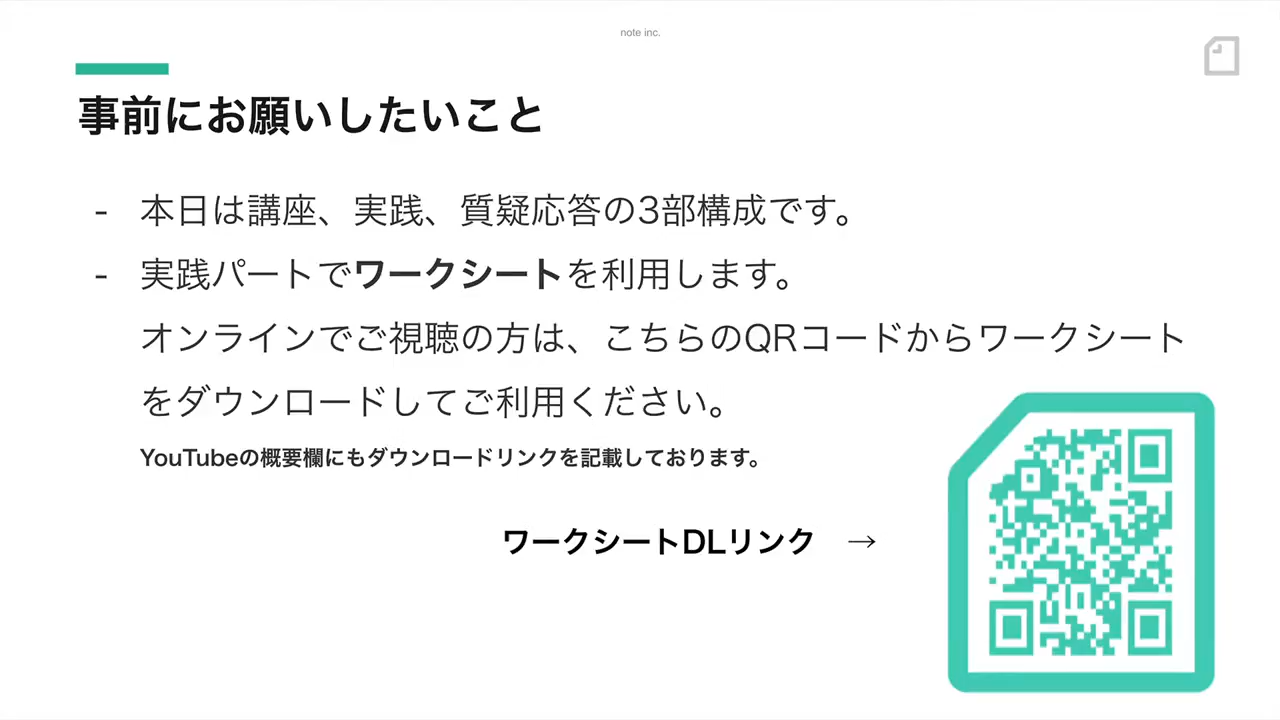 note inc.
事前にお願いしたいこと
- 本日は講座、実践、質疑応答の3部構成です。
- 実践パートでワークシートを利用します。
オンラインでご視聴の方は、こちらのQRコードからワークシート
をダウンロードしてご利用ください。
YouTubeの概要欄にもダウンロードリンクを記載しております。
ワークシートDLリンク →